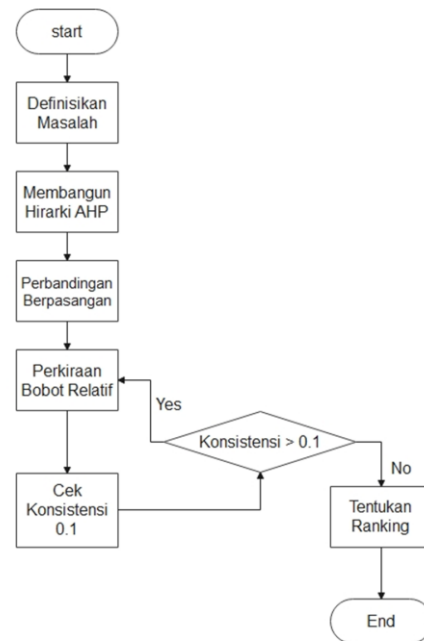 start
Definisikan
Masalah
Membangun
Hirarki AHP
Perbandingan
Berpasangan
Perkiraan
Bobot Relatif
Yes
Konsistensi > 0.1
No
Cek
Konsistensi
0.1
Tentukan
Ranking
End